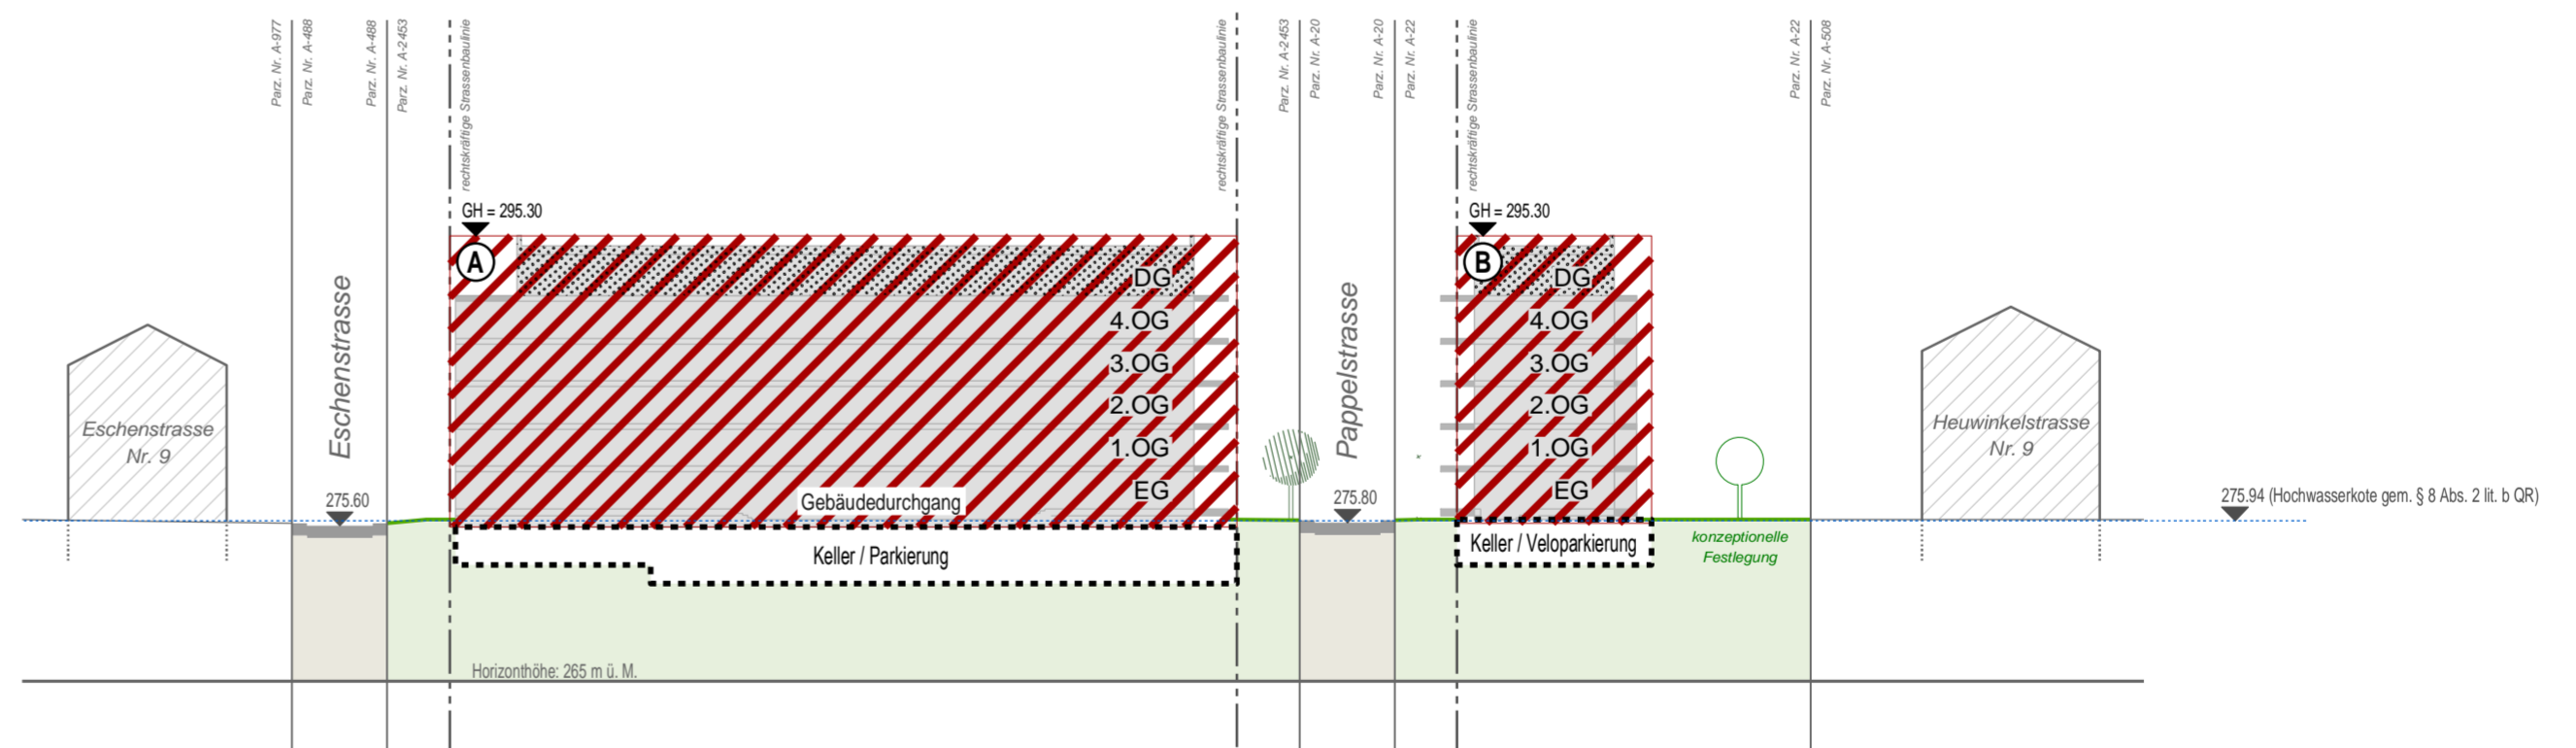 Parz. Nr. A-977
Parz. Nr. A-488
Parz. Nr. A-488
Parz. Nr. A-2453
rechtskräftige Strassenbaulinie
rechtskräftige Strassenbaulinie
Parz. Nr. A-2453
Parz. Nr. A-20
Parz. Nr. A-20
Parz. Nr. A-22
rechtskräftige Strassenbaulinie
Parz. Nr. A-22
Parz. Nr. A-508
GH = 295.30
GH = 295.30
A
B
DG
4.OG
3.OG
2.OG
1.OG
EG
DG
4.OG
3.OG
2.OG
1.OG
EG
Eschenstrasse
Nr. 9
Eschenstrasse
275.60
Gebäudedurchgang
Keller / Parkierung
Pappelstrasse
275.80
Keller / Veloparkierung
konzeptionelle
Festlegung
Heuwinkelstrasse
Nr. 9
275.94 (Hochwasserkote gem. § 8 Abs. 2 lit. b QR)
Horizonthöhe: 265 m ü. M.